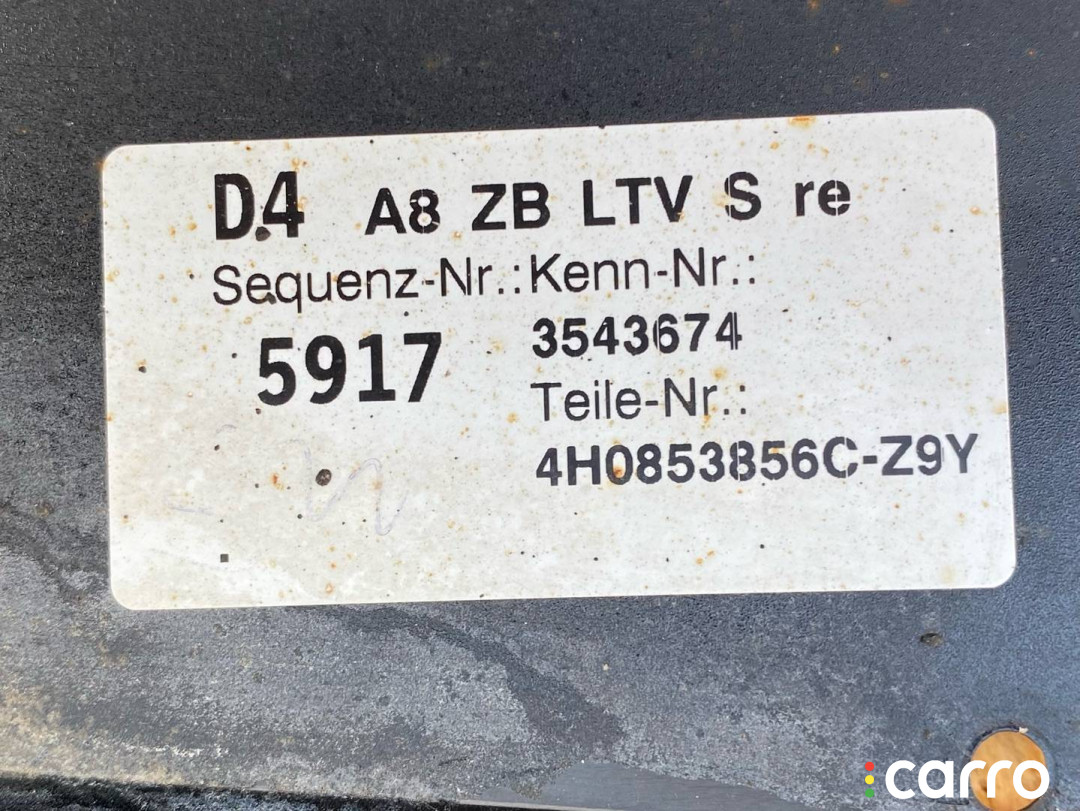 D4 A8 ZB LTV S re
Sequenz-Nr.: Kenn-Nr.:
5917 3543674
Teile-Nr.:
4H0853856C-Z9Y
carro